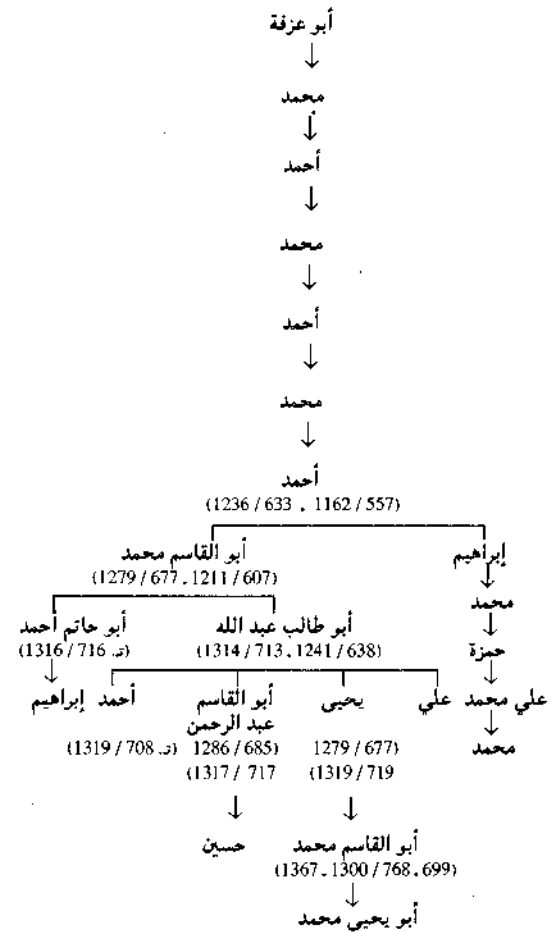 أبو عزفة
محمد
أحمد
محمد
أحمد
محمد
أحمد
(557 / 1162 ، 633 / 1236)
إبراهيم
أبو القاسم محمد
(607 / 1211 ، 677 / 1279)
محمد
أبو طالب عبد الله
أبو حاتم أحمد
(638 / 1241 ، 713 / 1314)
(ت. 716 / 1316)
حمزة
علي محمد
علي
يحيى
أبو القاسم
أحمد
إبراهيم
عبد الرحمن
محمد
(677 / 1279
(685 / 1286
(ت. 708 / 1319)
719 / 1319)
717 / 1317)
أبو القاسم محمد
حسين
(699 ، 768 / 1300 ، 1367)
أبو يحيى محمد